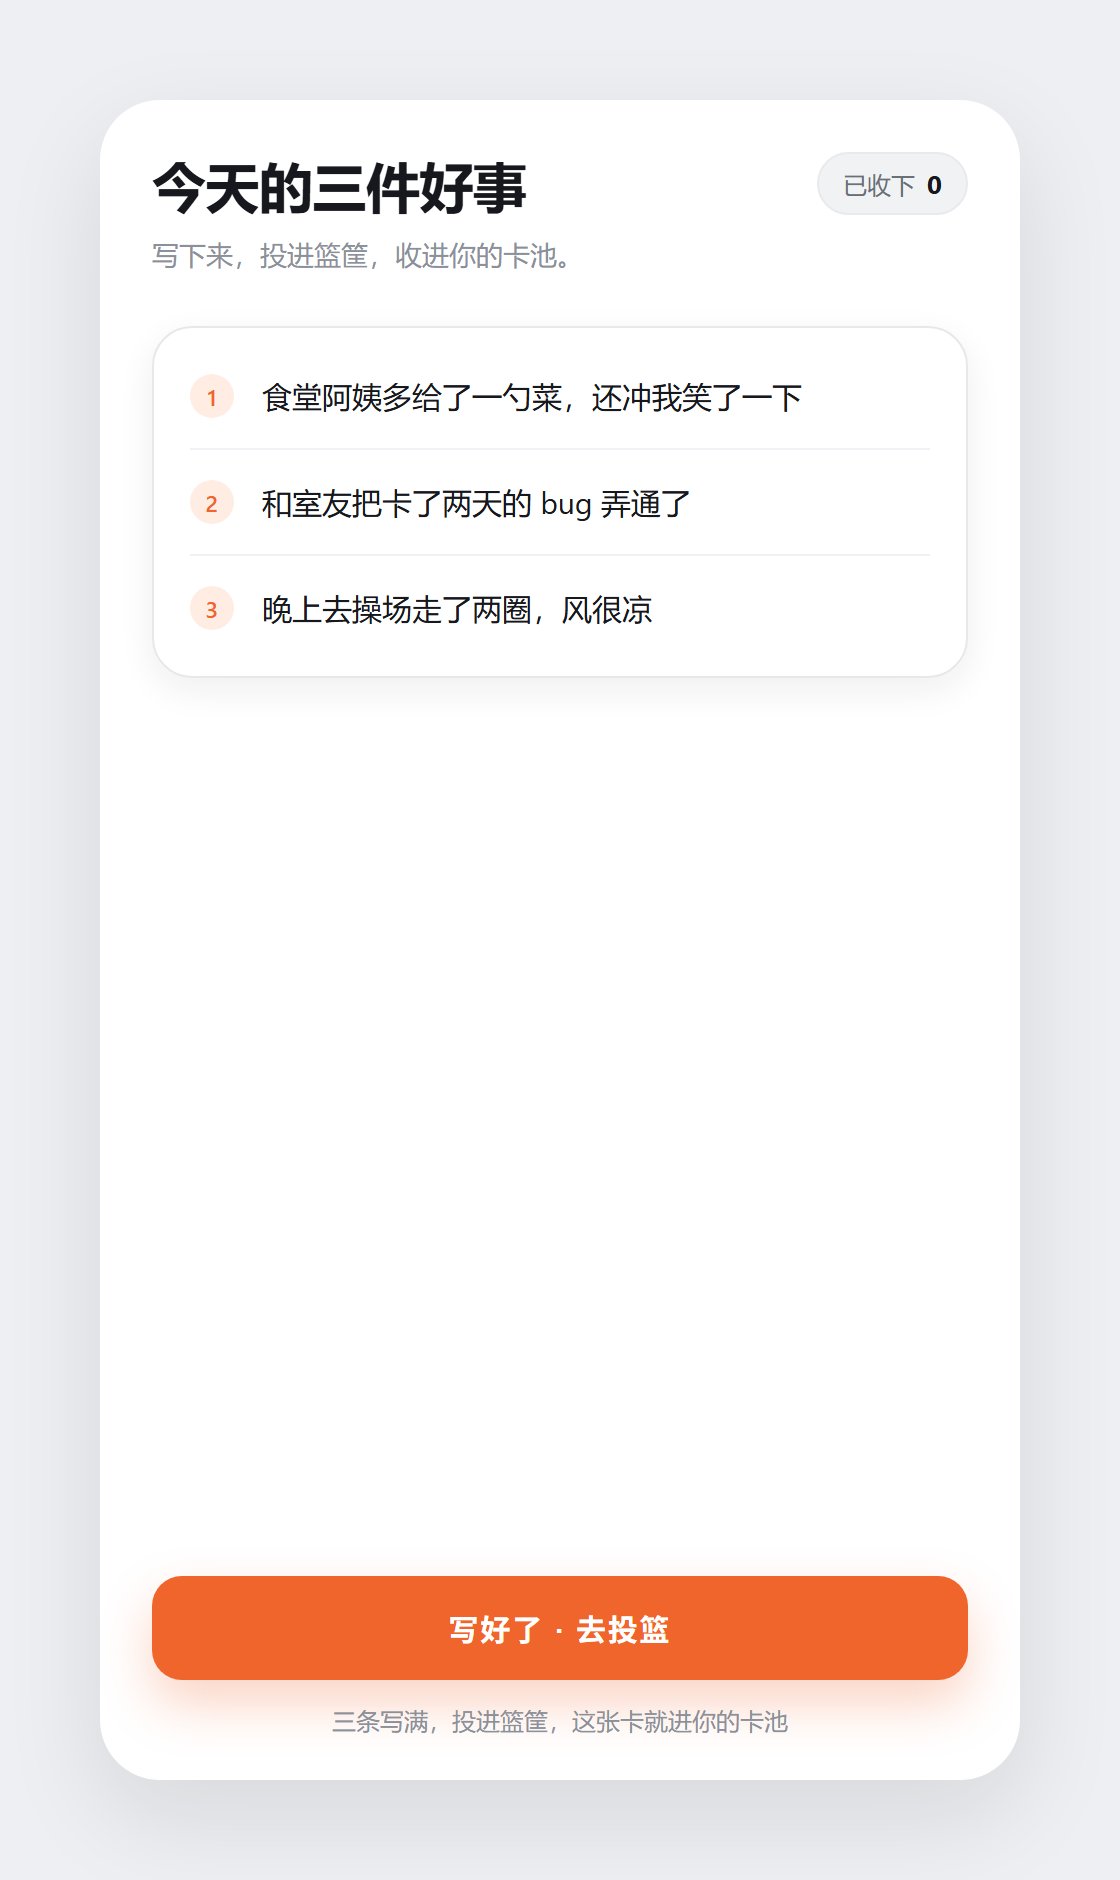 今天的三件好事
已收下 0
写下来，投进篮筐，收进你的卡池。
1 食堂阿姨多给了一勺菜，还冲我笑了一下
2 和室友把卡了两天的 bug 弄通了
3 晚上去操场走了两圈，风很凉
写好了 · 去投篮
三条写满，投进篮筐，这张卡就进你的卡池